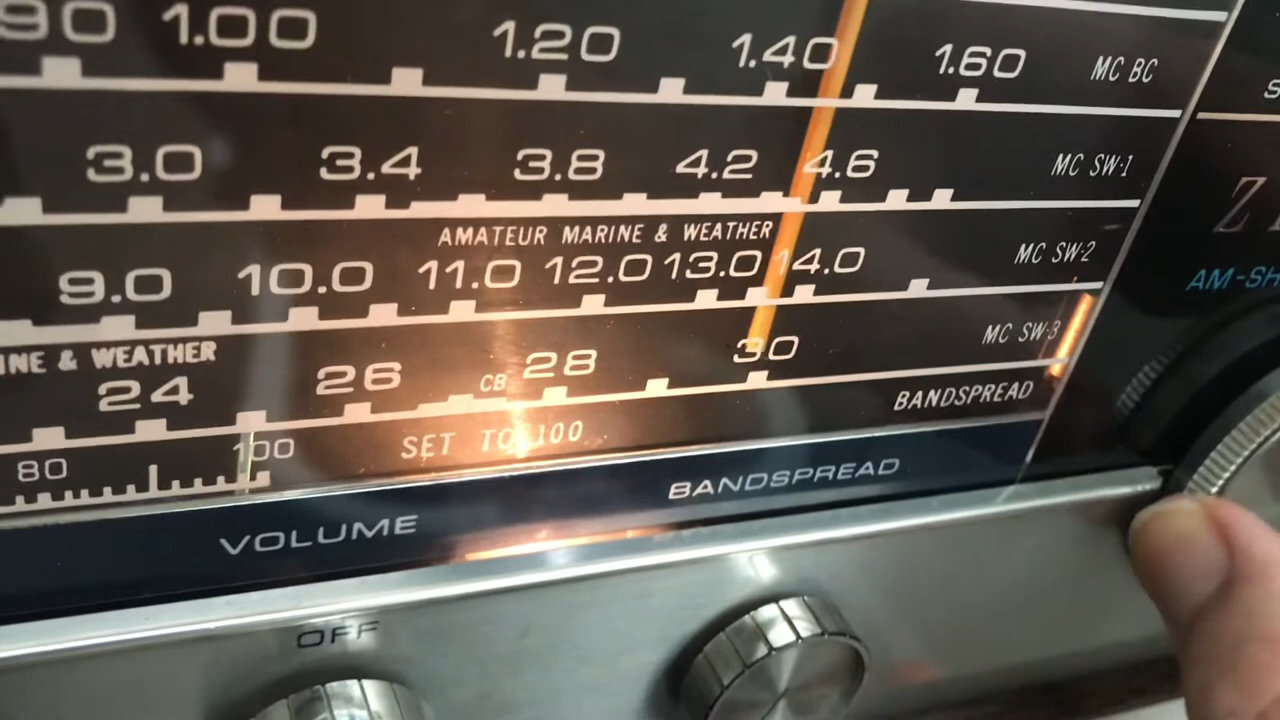 90 1.00 1.20 1.40 1.60 MC BC
3.0 3.4 3.8 4.2 4.6 MC SW-1
AMATEUR MARINE & WEATHER
9.0 10.0 11.0 12.0 13.0 14.0 MC SW-2
& WEATHER
24 26 CB 28 30 MC SW-3
80 100 SET TO 100 BANDSPREAD
VOLUME BANDSPREAD
OFF